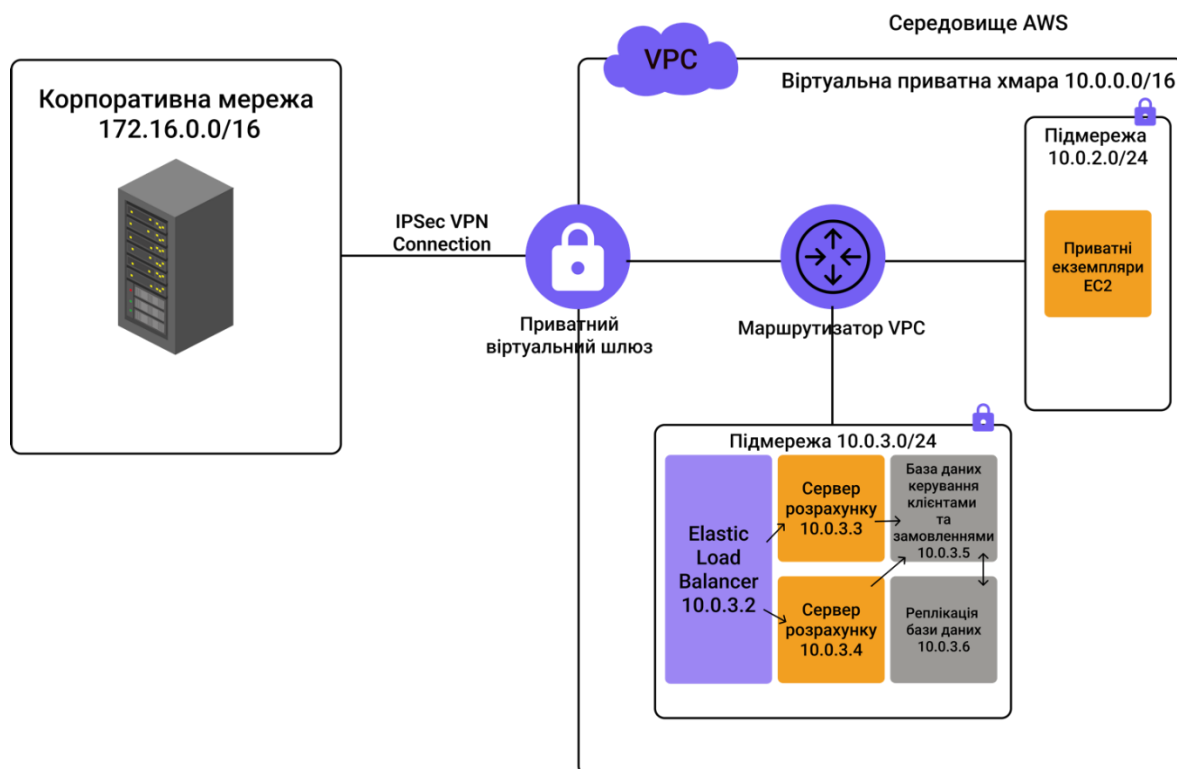 Середовище AWS
VPC
Віртуальна приватна хмара 10.0.0.0/16
Корпоративна мережа
172.16.0.0/16
Підмережа
10.0.2.0/24
IPSec VPN
Connection
Приватні
екземпляри
EC2
Приватний
віртуальний шлюз
Маршрутизатор VPC
Підмережа 10.0.3.0/24
Elastic
Load
Balancer
10.0.3.2
Сервер
розрахунку
10.0.3.3
База даних
керування
клієнтами
та
замовленнями
10.0.3.5
Сервер
розрахунку
10.0.3.4
Реплікація
бази даних
10.0.3.6